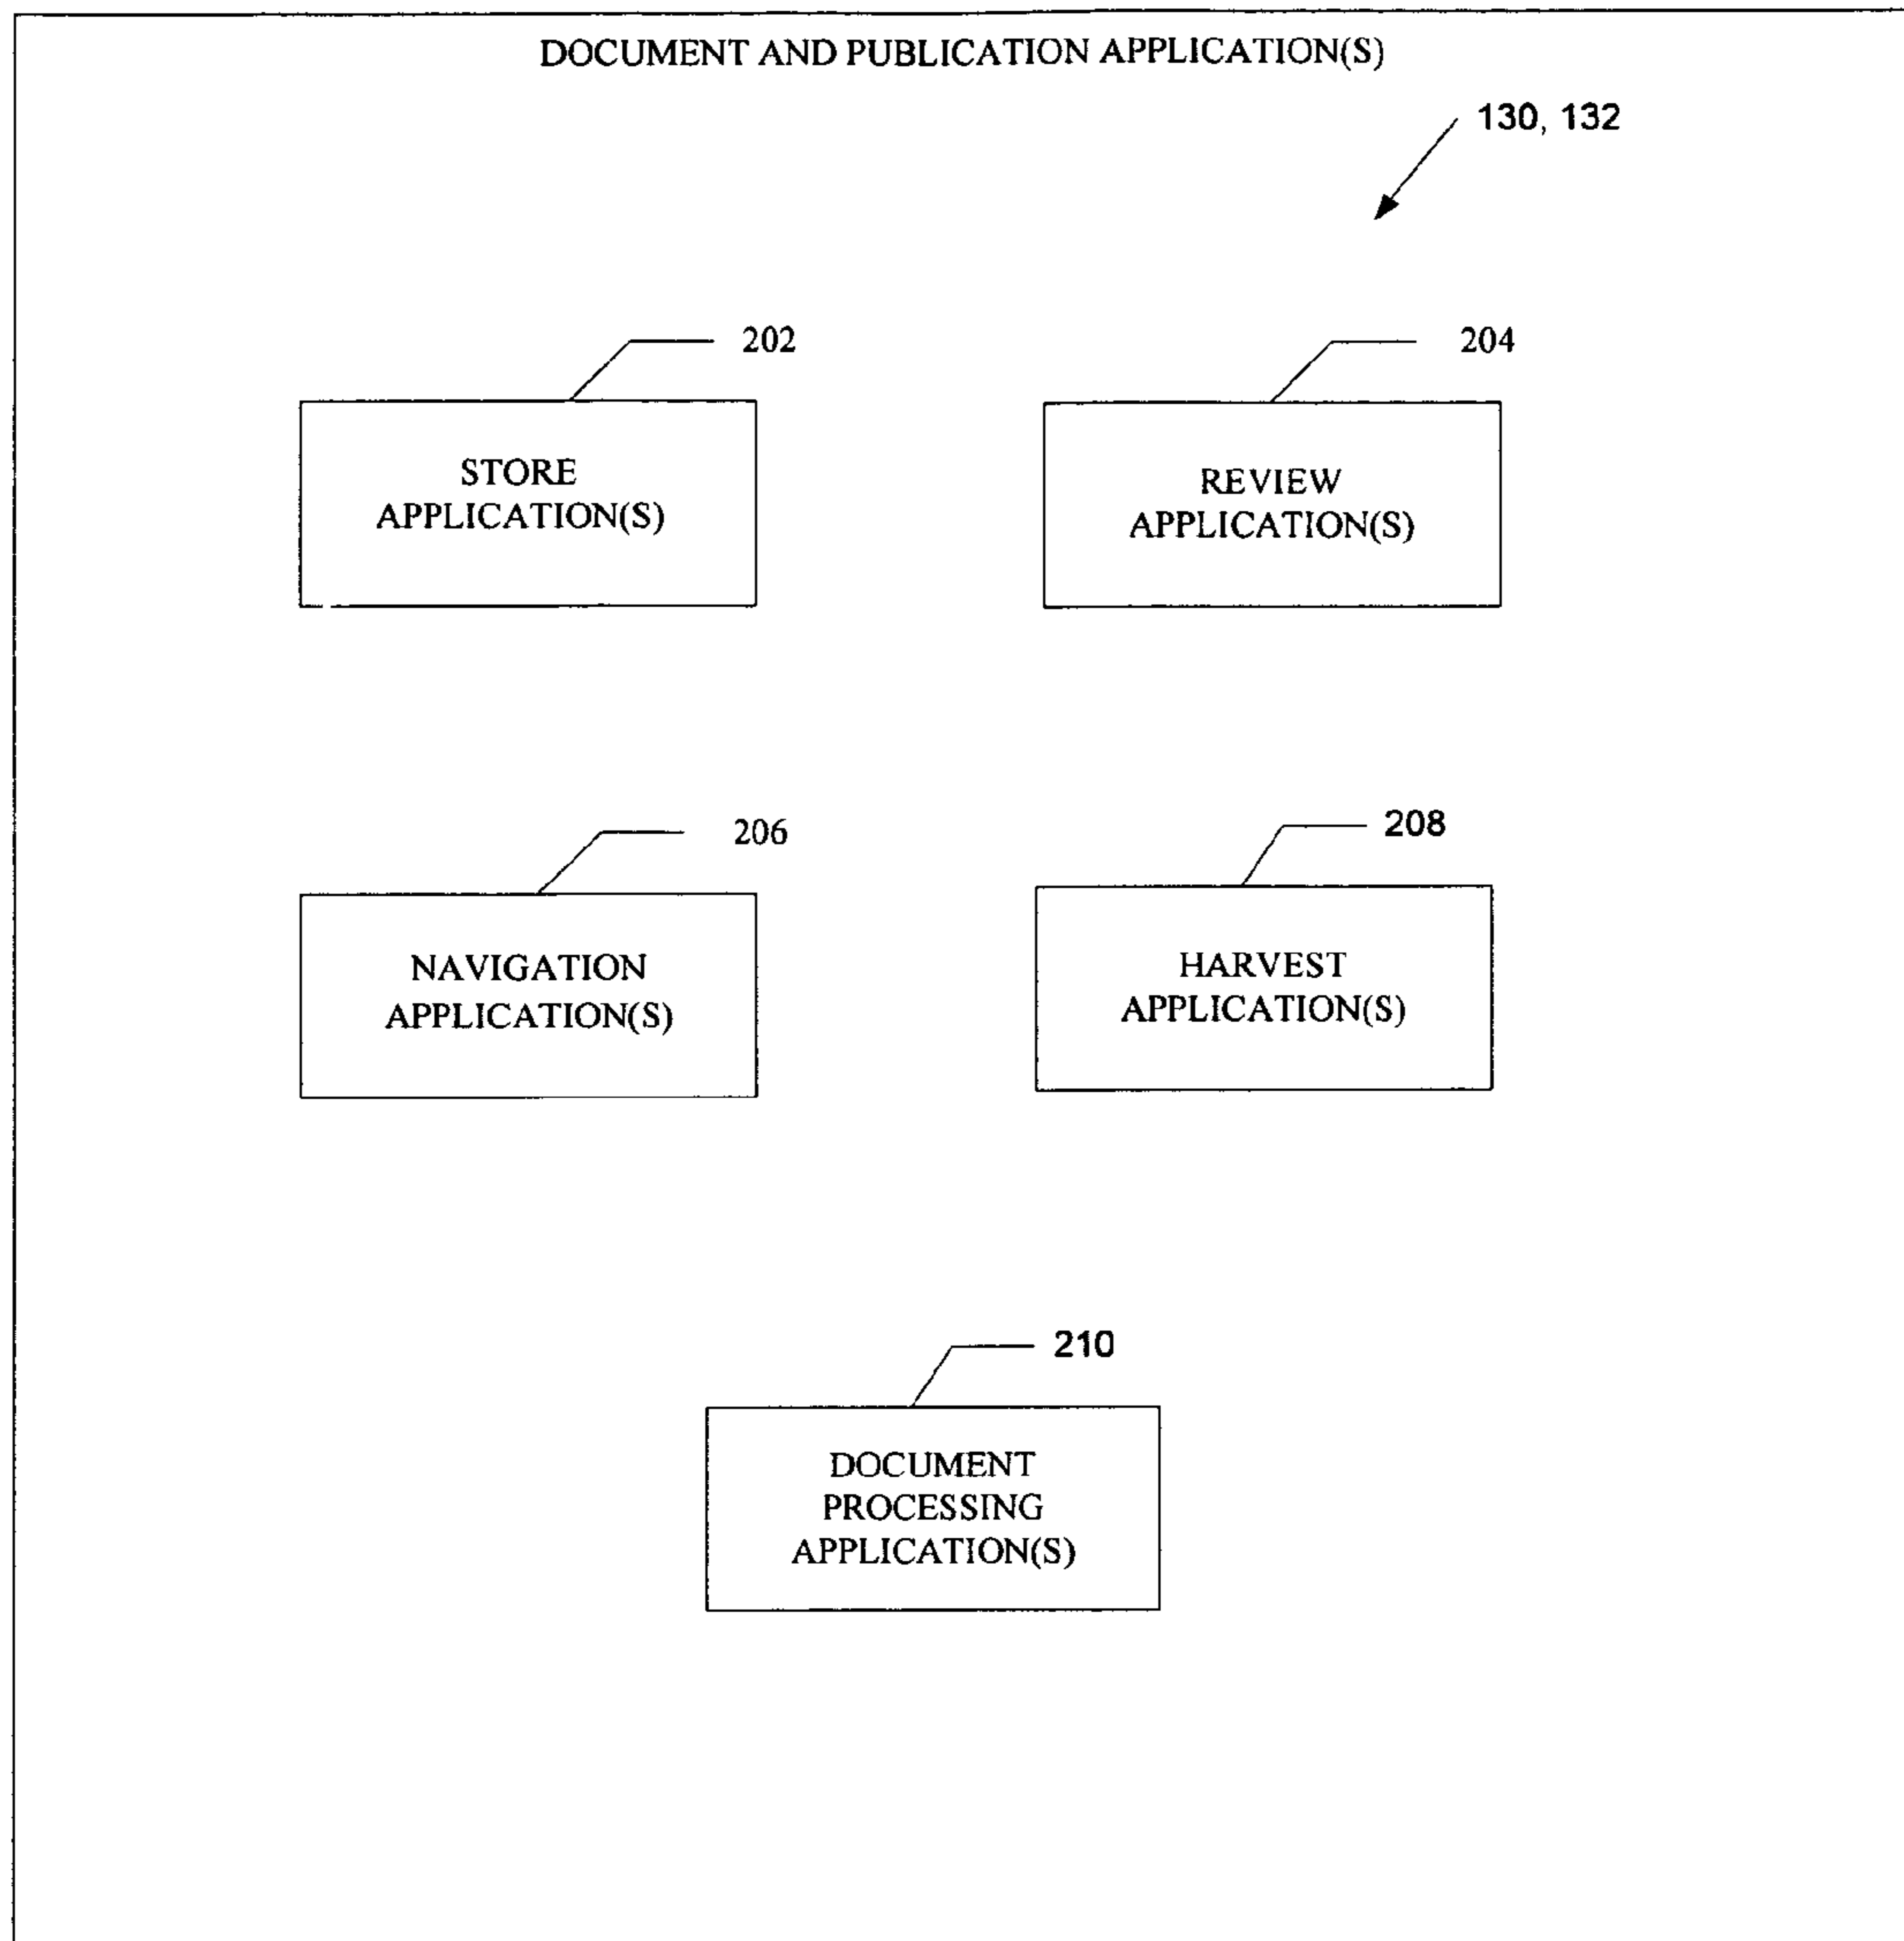 DOCUMENT AND PUBLICATION APPLICATION(S)
130, 132
202
204
STORE
APPLICATION(S)
REVIEW
APPLICATION(S)
206
208
NAVIGATION
APPLICATION(S)
HARVEST
APPLICATION(S)
210
DOCUMENT
PROCESSING
APPLICATION(S)